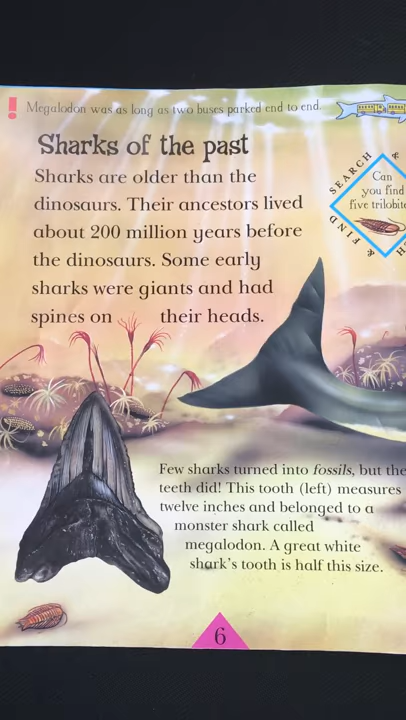 Megalodon was as long as two buses parked end to end.
Sharks of the past
Sharks are older than the
dinosaurs. Their ancestors lived
about 200 million years before
the dinosaurs. Some early
sharks were giants and had
spines on their heads.
SEARCH &
FIND &
Can
you find
five trilobite
Few sharks turned into fossils, but the
teeth did! This tooth (left) measures
twelve inches and belonged to a
monster shark called
megalodon. A great white
shark's tooth is half this size.
6